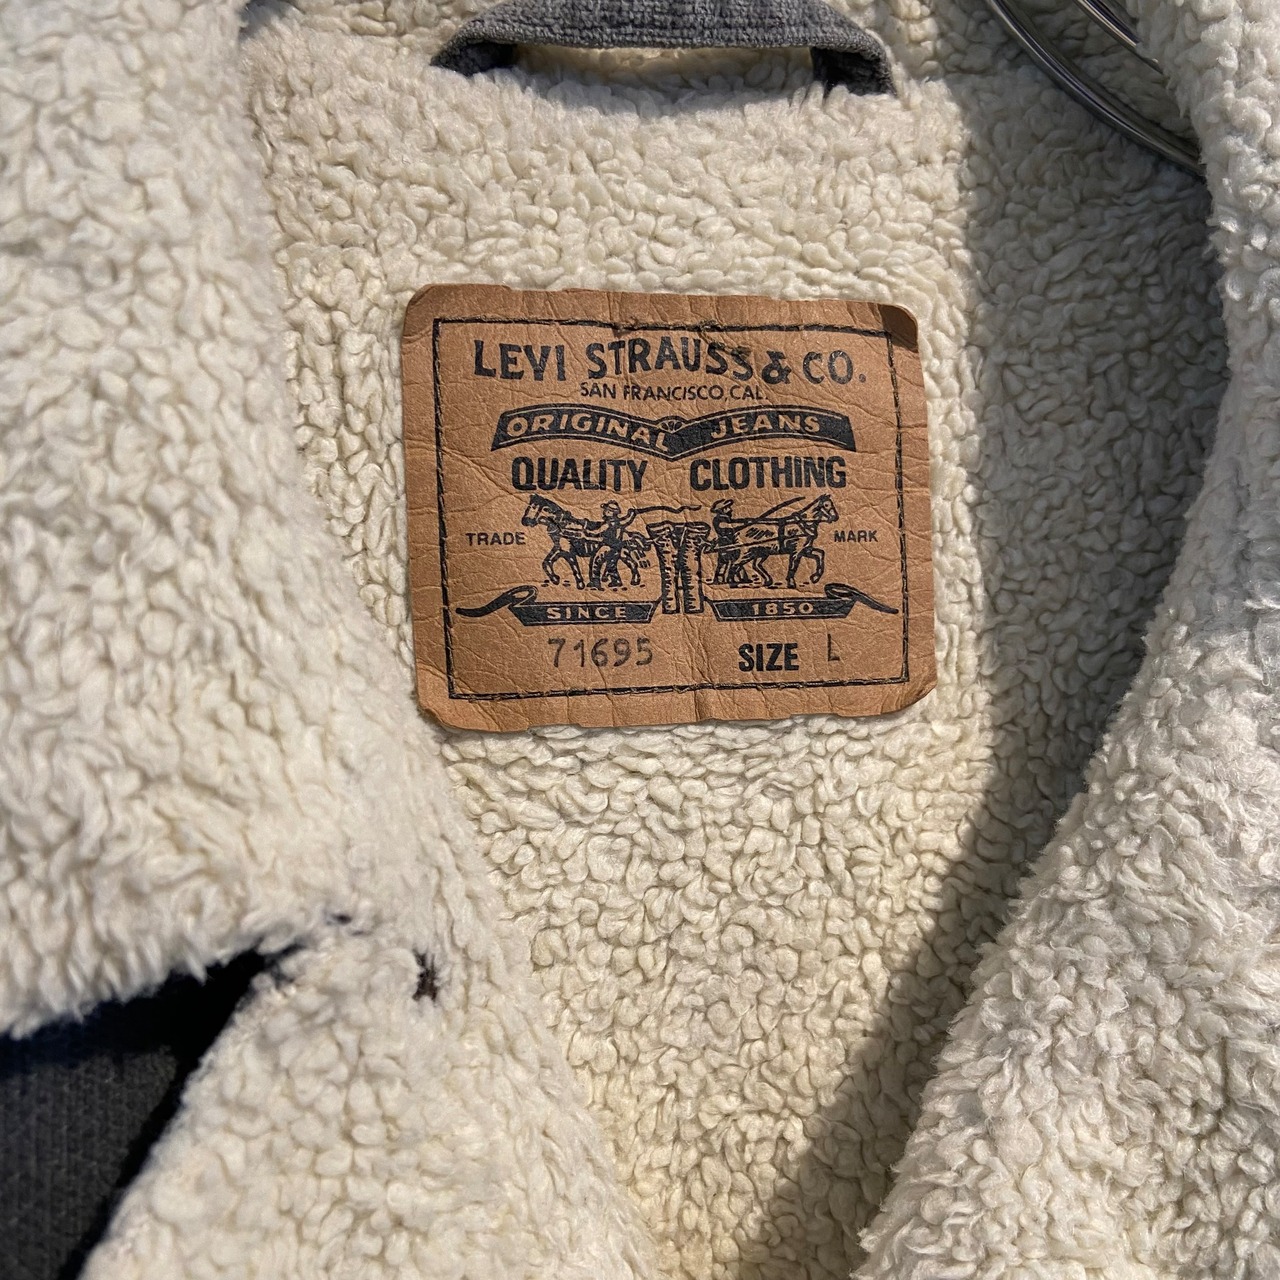 LEVI STRAUSS & CO.
SAN FRANCISCO, CAL.
ORIGINAL JEANS
QUALITY CLOTHING
TRADE MARK
SINCE 1850
71695 SIZE L